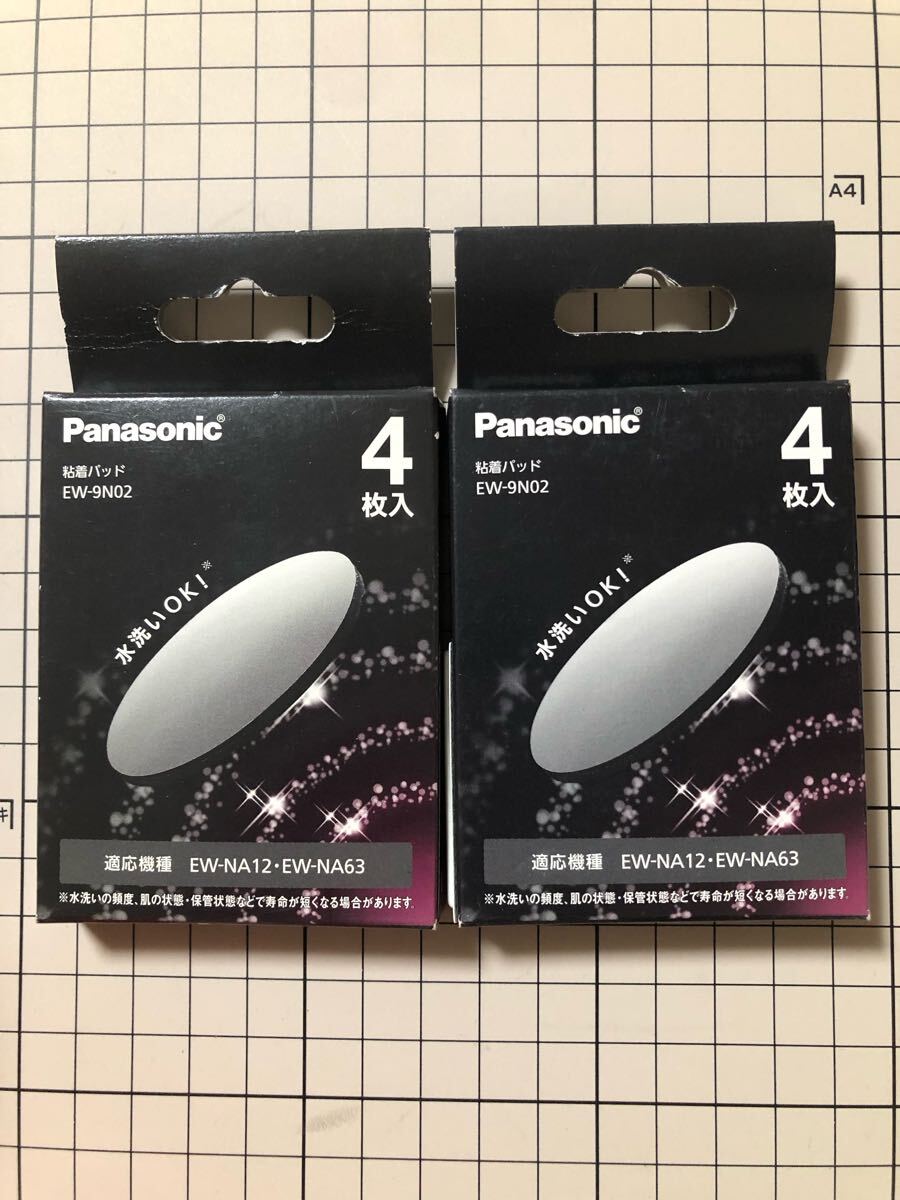 A4
Panasonic®
粘着パッド
EW-9N02
4
枚入
水洗いOK!※
適応機種 EW-NA12・EW-NA63
※水洗いの頻度、肌の状態・保管状態などで寿命が短くなる場合があります。
Panasonic®
粘着パッド
EW-9N02
4
枚入
水洗いOK!※
適応機種 EW-NA12・EW-NA63
※水洗いの頻度、肌の状態・保管状態などで寿命が短くなる場合があります。